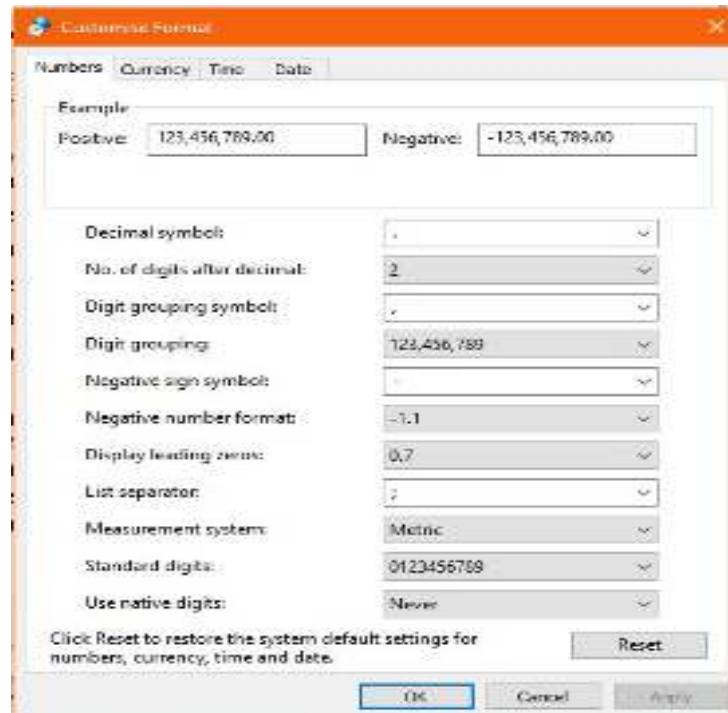 Customise Format
Numbers Currency Time Date
Example
Positive: 123,456,789.00 Negative: -123,456,789.00
Decimal symbol: .
No. of digits after decimal: 2
Digit grouping symbol: ,
Digit grouping: 123,456,789
Negative sign symbol: -
Negative number format: -1.1
Display leading zeros: 0.7
List separator: ;
Measurement system: Metric
Standard digits: 0123456789
Use native digits: Never
Click Reset to restore the system default settings for
numbers, currency, time and date.
Reset
OK Cancel Apply